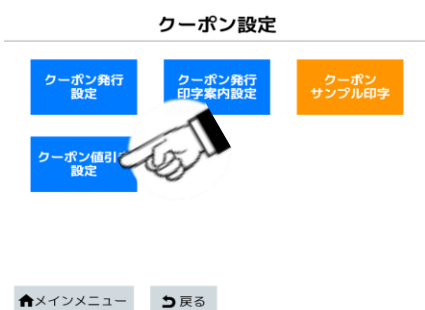 クーポン設定
クーポン発行
設定
クーポン発行
印字案内設定
クーポン
サンプル印字
クーポン値引
設定
メインメニュー
戻る